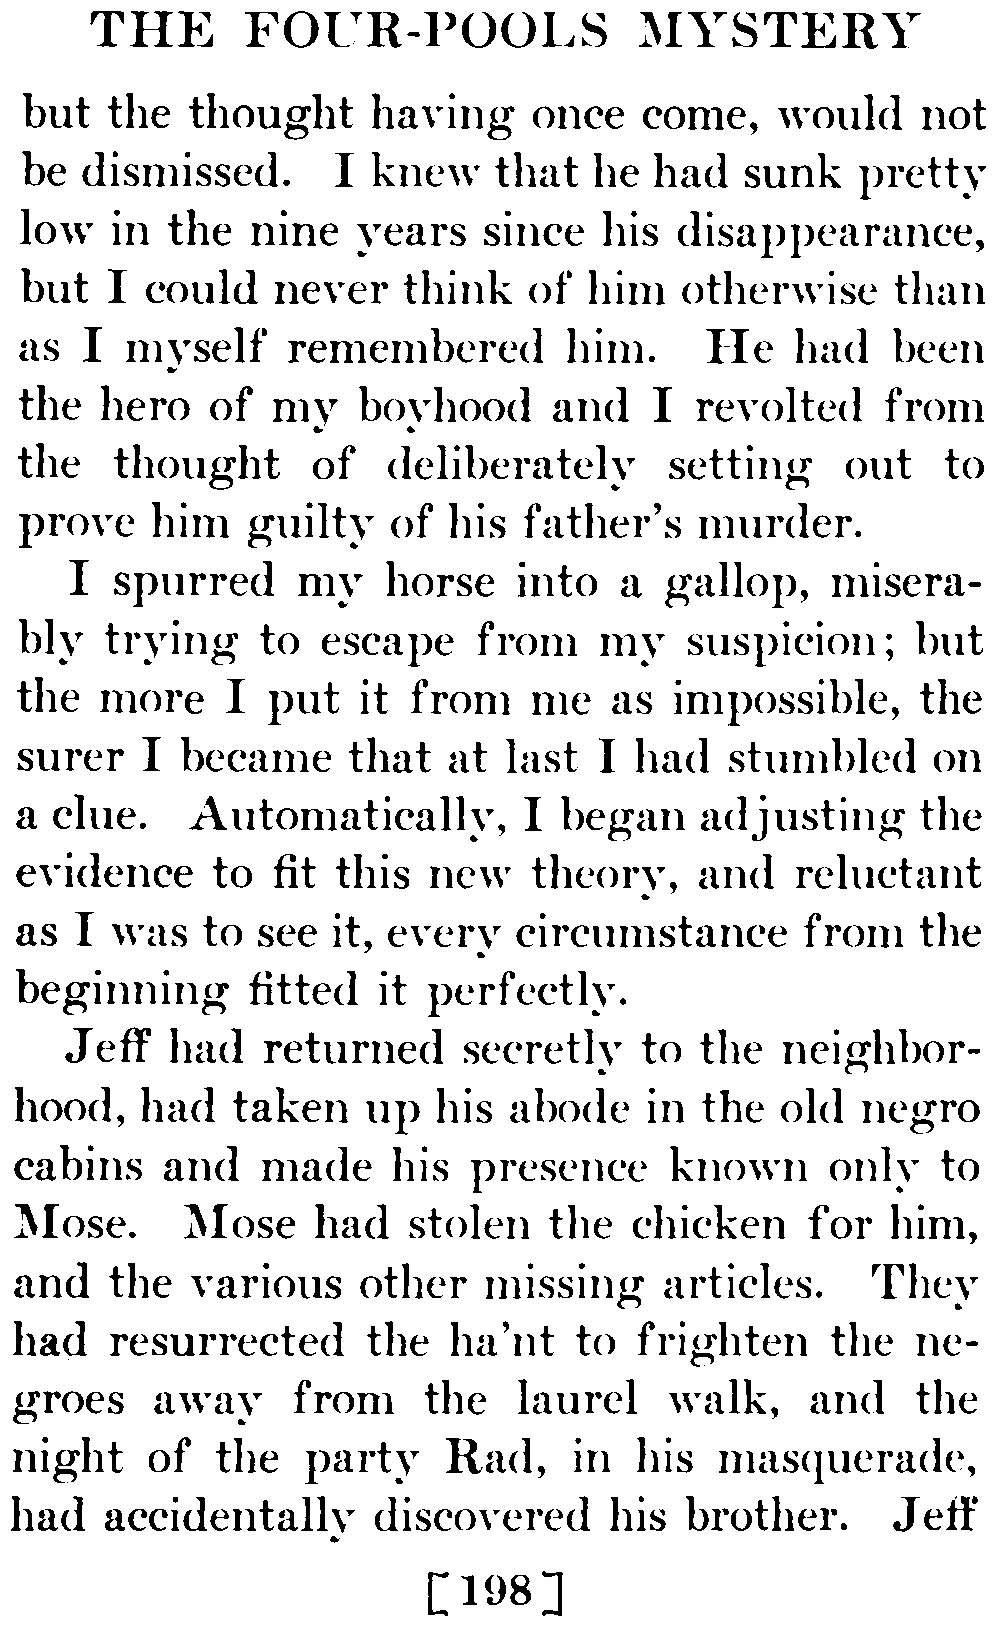 THE FOUR-POOLS MYSTERY
but the thought having once come, would not
be dismissed. I knew that he had sunk pretty
low in the nine years since his disappearance,
but I could never think of him otherwise than
as I myself remembered him. He had been
the hero of my boyhood and I revolted from
the thought of deliberately setting out to
prove him guilty of his father's murder.
I spurred my horse into a gallop, misera-
bly trying to escape from my suspicion; but
the more I put it from me as impossible, the
surer I became that at last I had stumbled on
a clue. Automatically, I began adjusting the
evidence to fit this new theory, and reluctant
as I was to see it, every circumstance from the
beginning fitted it perfectly.
Jeff had returned secretly to the neighbor-
hood, had taken up his abode in the old negro
cabins and made his presence known only to
Mose. Mose had stolen the chicken for him,
and the various other missing articles. They
had resurrected the ha'nt to frighten the ne-
groes away from the laurel walk, and the
night of the party Rad, in his masquerade,
had accidentally discovered his brother. Jeff
[198]